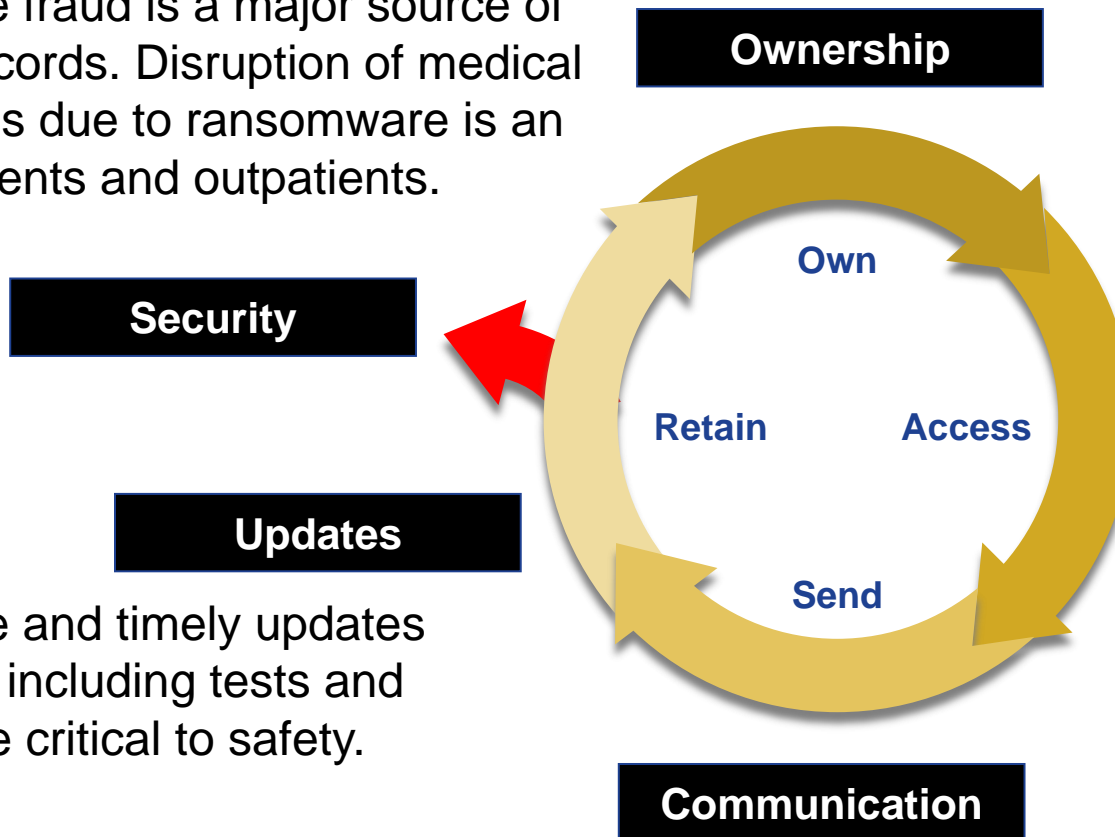 e fraud is a major source of
cords. Disruption of medical
s due to ransomware is an
ents and outpatients.
Ownership
Own
Security
Retain
Access
Updates
Send
e and timely updates
including tests and
e critical to safety.
Communication